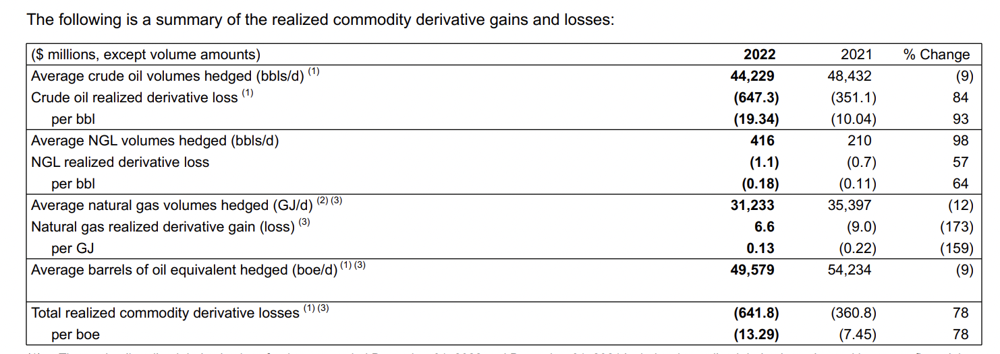 The following is a summary of the realized commodity derivative gains and losses:
($ millions, except volume amounts) 2022 2021 % Change
Average crude oil volumes hedged (bbls/d) (1) 44,229 48,432 (9)
Crude oil realized derivative loss (1) (647.3) (351.1) 84
per bbl (19.34) (10.04) 93
Average NGL volumes hedged (bbls/d) 416 210 98
NGL realized derivative loss (1.1) (0.7) 57
per bbl (0.18) (0.11) 64
Average natural gas volumes hedged (GJ/d) (2) (3) 31,233 35,397 (12)
Natural gas realized derivative gain (loss) (3) 6.6 (9.0) (173)
per GJ 0.13 (0.22) (159)
Average barrels of oil equivalent hedged (boe/d) (1) (3) 49,579 54,234 (9)
Total realized commodity derivative losses (1) (3) (641.8) (360.8) 78
per boe (13.29) (7.45) 78